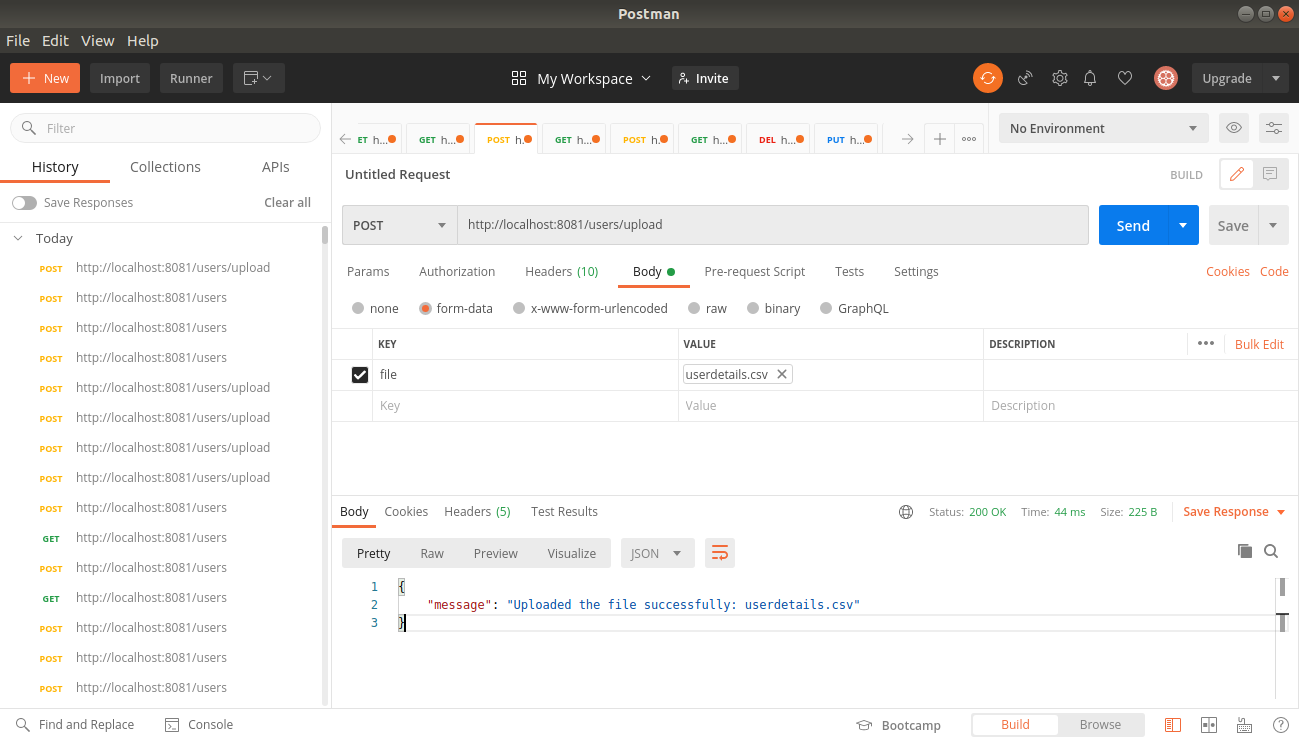 Postman
File Edit View Help
+ New Import Runner My Workspace Invite Upgrade
Filter
History Collections APIs
Save Responses Clear all
Today
POST http://localhost:8081/users/upload
POST http://localhost:8081/users
POST http://localhost:8081/users
POST http://localhost:8081/users
POST http://localhost:8081/users/upload
POST http://localhost:8081/users/upload
POST http://localhost:8081/users/upload
POST http://localhost:8081/users/upload
POST http://localhost:8081/users
GET http://localhost:8081/users
POST http://localhost:8081/users
GET http://localhost:8081/users
POST http://localhost:8081/users
POST http://localhost:8081/users
POST http://localhost:8081/users
ET h... GET h... POST h. GET h... POST h. GET h... DEL h... PUT h...
No Environment
Untitled Request BUILD
POST http://localhost:8081/users/upload Send Save
Params Authorization Headers (10) Body Pre-request Script Tests Settings Cookies Code
none form-data x-www-form-urlencoded raw binary GraphQL
KEY VALUE DESCRIPTION Bulk Edit
file userdetails.csv
Key Value Description
Body Cookies Headers (5) Test Results Status: 200 OK Time: 44 ms Size: 225 B Save Response
Pretty Raw Preview Visualize JSON
1 {
2 "message": "Uploaded the file successfully: userdetails.csv"
3 }
Find and Replace Console Bootcamp Build Browse